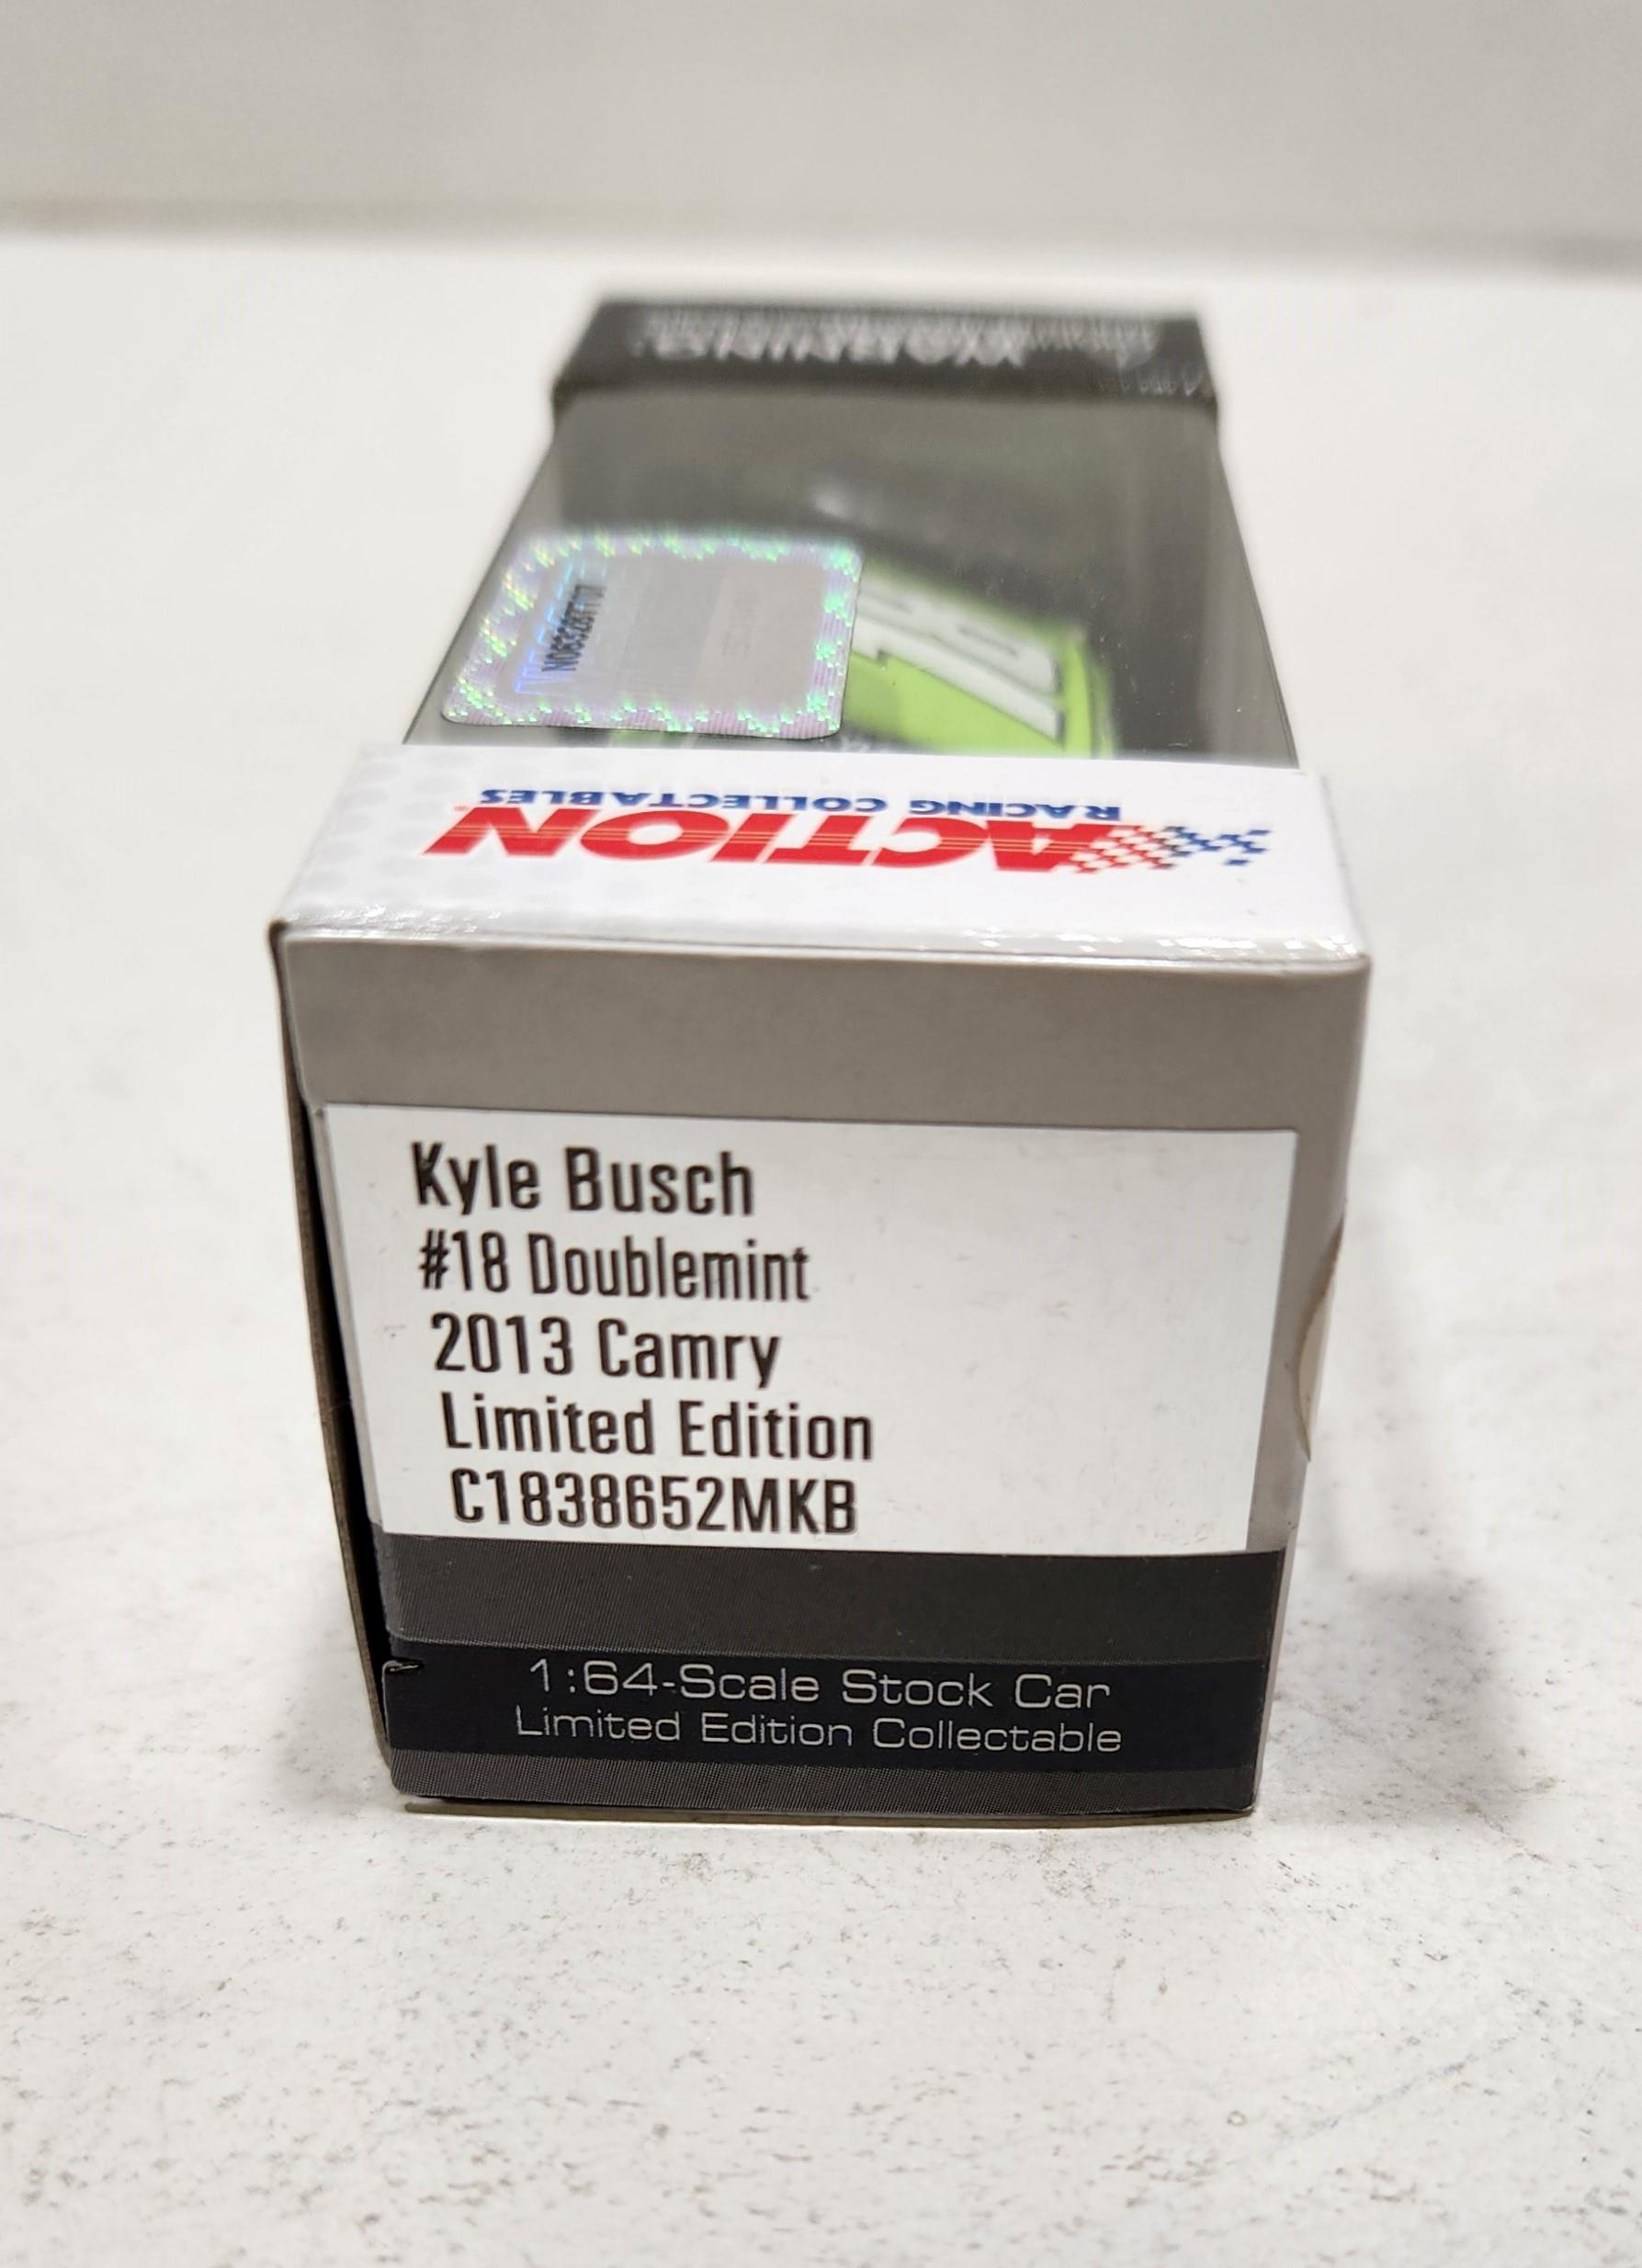 WARNING:
ACTION
RACING COLLECTABLES
Kyle Busch
#18 Doublemint
2013 Camry
Limited Edition
C1838652MKB
1:64-Scale Stock Car
Limited Edition Collectable